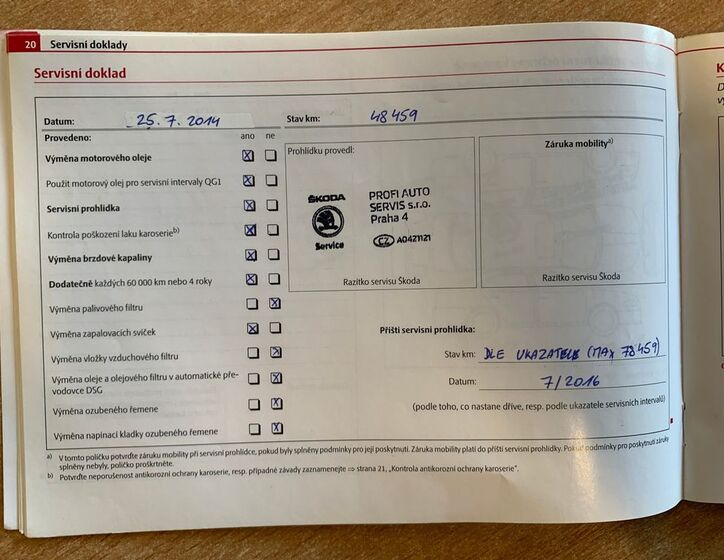 20 Servisní doklady
Servisní doklad
Datum: 25.7.2014 Stav km: 48 459
Provedeno: ano ne
Výměna motorového oleje
Použit motorový olej pro servisní intervaly QG1
Servisní prohlídka
Kontrola poškození laku karoserie b)
Výměna brzdové kapaliny
Dodatečně každých 60 000 km nebo 4 roky
Výměna palivového filtru
Výměna zapalovacích svíček
Výměna vložky vzduchového filtru
Výměna oleje a olejového filtru v automatické pře-
vodovce DSG
Výměna ozubeného řemene
Výměna napínací kladky ozubeného řemene
Prohlídku provedl:
ŠKODA
Service
PROFI AUTO
SERVIS s.r.o.
Praha 4
CZ A0421121
Razítko servisu Škoda
Záruka mobility a)
Razítko servisu Škoda
Příští servisní prohlídka:
Stav km: DLE UKAZATELE (MAX 78 459)
Datum: 7/2016
(podle toho, co nastane dříve, resp. podle ukazatele servisních intervalů)
a) V tomto políčku potvrďte záruku mobility při servisní prohlídce, pokud byly splněny podmínky pro její poskytnutí. Záruka mobility platí do příští servisní prohlídky. Pokud podmínky pro poskytnutí záruky
splněny nebyly, políčko proškrtněte.
b) Potvrďte neporušenost antikorozní ochrany karoserie, resp. případné závady zaznamenejte ⇒ strana 21, „Kontrola antikorozní ochrany karoserie“.